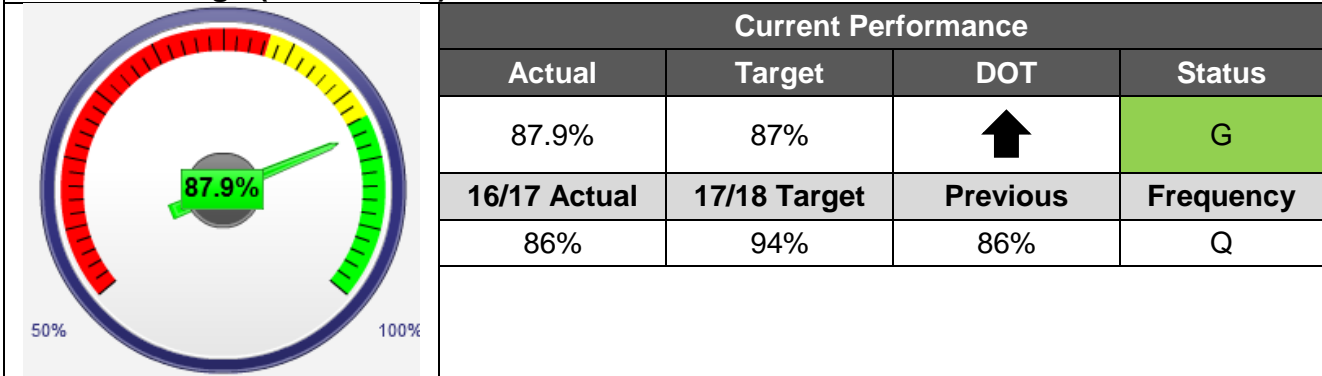 Current Performance
Actual Target DOT Status
87.9% 87% G
16/17 Actual 17/18 Target Previous Frequency
86% 94% 86% Q
87.9%
50% 100%